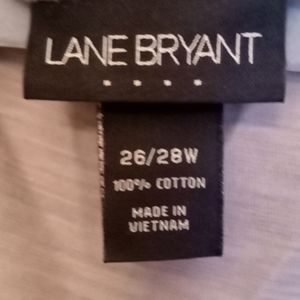 LANE BRYANT
26/28W
100% COTTON
MADE IN
VIETNAM